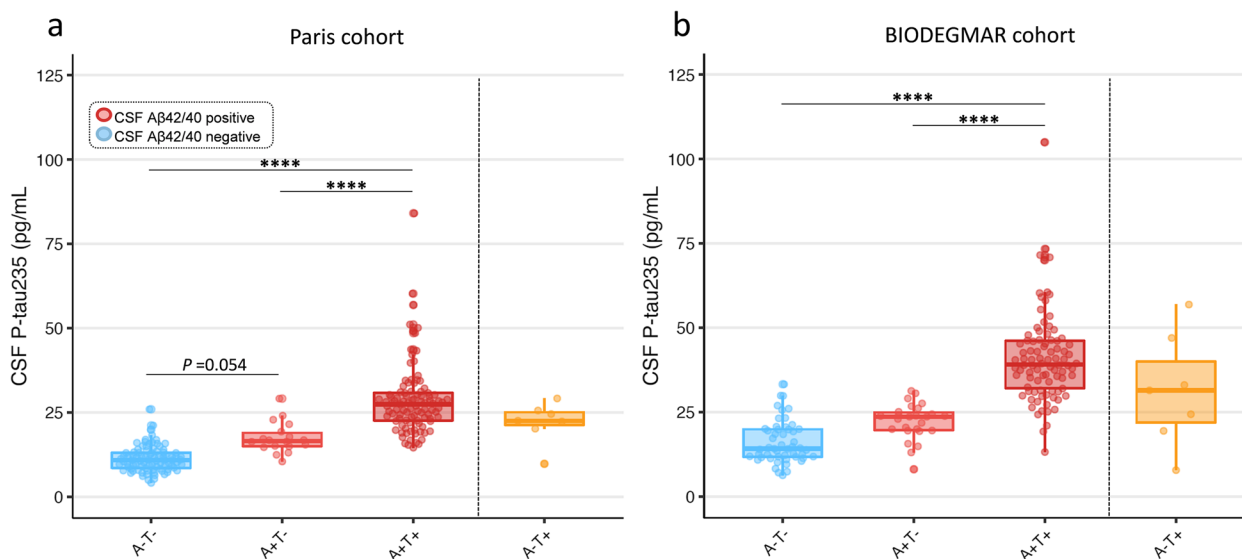 a
Paris cohort
CSF P-tau235 (pg/mL)
125
100
75
50
25
0
CSF Aβ42/40 positive
CSF Aβ42/40 negative
****
****
P =0.054
A-T-
A+T-
A+T+
A-T+
b
BIODEGMAR cohort
CSF P-tau235 (pg/mL)
125
100
75
50
25
0
****
****
A-T-
A+T-
A+T+
A-T+